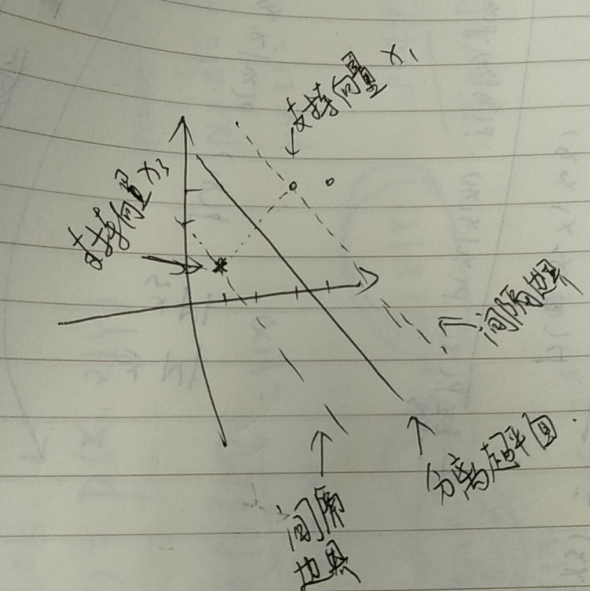 支持向量 x₁
支持向量 x₃
间隔边界
分离超平面.
间隔
边界